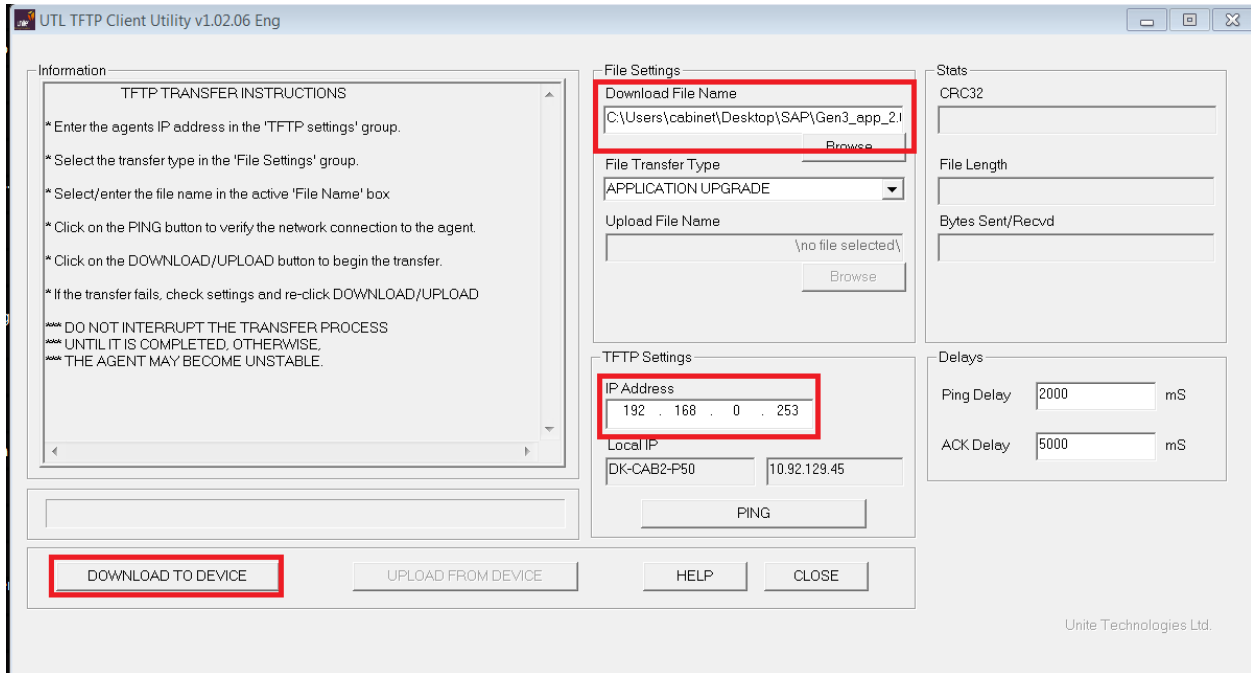 UTL TFTP Client Utility v1.02.06 Eng
Information
TFTP TRANSFER INSTRUCTIONS
* Enter the agents IP address in the 'TFTP settings' group.
* Select the transfer type in the 'File Settings' group.
* Select/enter the file name in the active 'File Name' box
* Click on the PING button to verify the network connection to the agent.
* Click on the DOWNLOAD/UPLOAD button to begin the transfer.
* If the transfer fails, check settings and re-click DOWNLOAD/UPLOAD
*** DO NOT INTERRUPT THE TRANSFER PROCESS
*** UNTIL IT IS COMPLETED, OTHERWISE,
*** THE AGENT MAY BECOME UNSTABLE.
File Settings
Download File Name
C:\Users\cabinet\Desktop\SAP\Gen3_app_2.
Browse
File Transfer Type
APPLICATION UPGRADE
Upload File Name
\no file selected\
Browse
Stats
CRC32
File Length
Bytes Sent/Recvd
TFTP Settings
IP Address
192 . 168 . 0 . 253
Local IP
DK-CAB2-P50 10.92.129.45
PING
Delays
Ping Delay 2000 mS
ACK Delay 5000 mS
DOWNLOAD TO DEVICE UPLOAD FROM DEVICE HELP CLOSE
Unite Technologies Ltd.